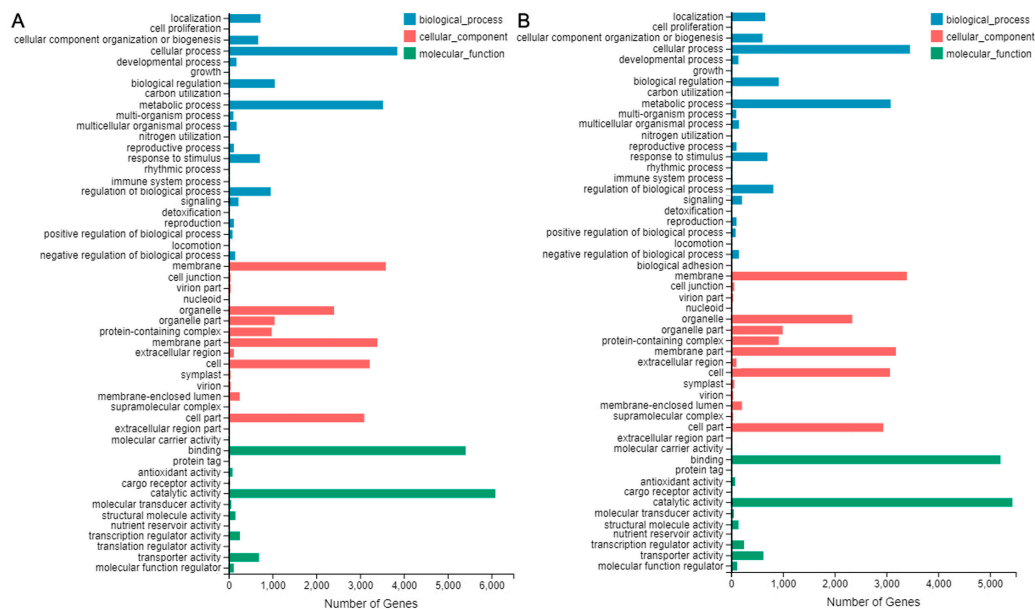 A
biological_process
cellular_component
molecular_function
localization
cell proliferation
cellular component organization or biogenesis
cellular process
developmental process
growth
biological regulation
carbon utilization
metabolic process
multi-organism process
multicellular organismal process
nitrogen utilization
reproductive process
response to stimulus
rhythmic process
immune system process
regulation of biological process
signaling
detoxification
reproduction
positive regulation of biological process
locomotion
negative regulation of biological process
membrane
cell junction
virion part
nucleoid
organelle
organelle part
protein-containing complex
membrane part
extracellular region
cell
symplast
virion
membrane-enclosed lumen
supramolecular complex
cell part
extracellular region part
molecular carrier activity
binding
protein tag
antioxidant activity
cargo receptor activity
catalytic activity
molecular transducer activity
structural molecule activity
nutrient reservoir activity
transcription regulator activity
translation regulator activity
transporter activity
molecular function regulator
0 1,000 2,000 3,000 4,000 5,000 6,000
Number of Genes
B
biological_process
cellular_component
molecular_function
localization
cell proliferation
cellular component organization or biogenesis
cellular process
developmental process
growth
biological regulation
carbon utilization
metabolic process
multi-organism process
multicellular organismal process
nitrogen utilization
reproductive process
response to stimulus
rhythmic process
immune system process
regulation of biological process
signaling
detoxification
reproduction
positive regulation of biological process
locomotion
negative regulation of biological process
biological adhesion
membrane
cell junction
virion part
nucleoid
organelle
organelle part
protein-containing complex
membrane part
extracellular region
cell
symplast
virion
membrane-enclosed lumen
supramolecular complex
cell part
extracellular region part
molecular carrier activity
binding
protein tag
antioxidant activity
cargo receptor activity
catalytic activity
molecular transducer activity
structural molecule activity
nutrient reservoir activity
transcription regulator activity
transporter activity
molecular function regulator
0 1,000 2,000 3,000 4,000 5,000
Number of Genes